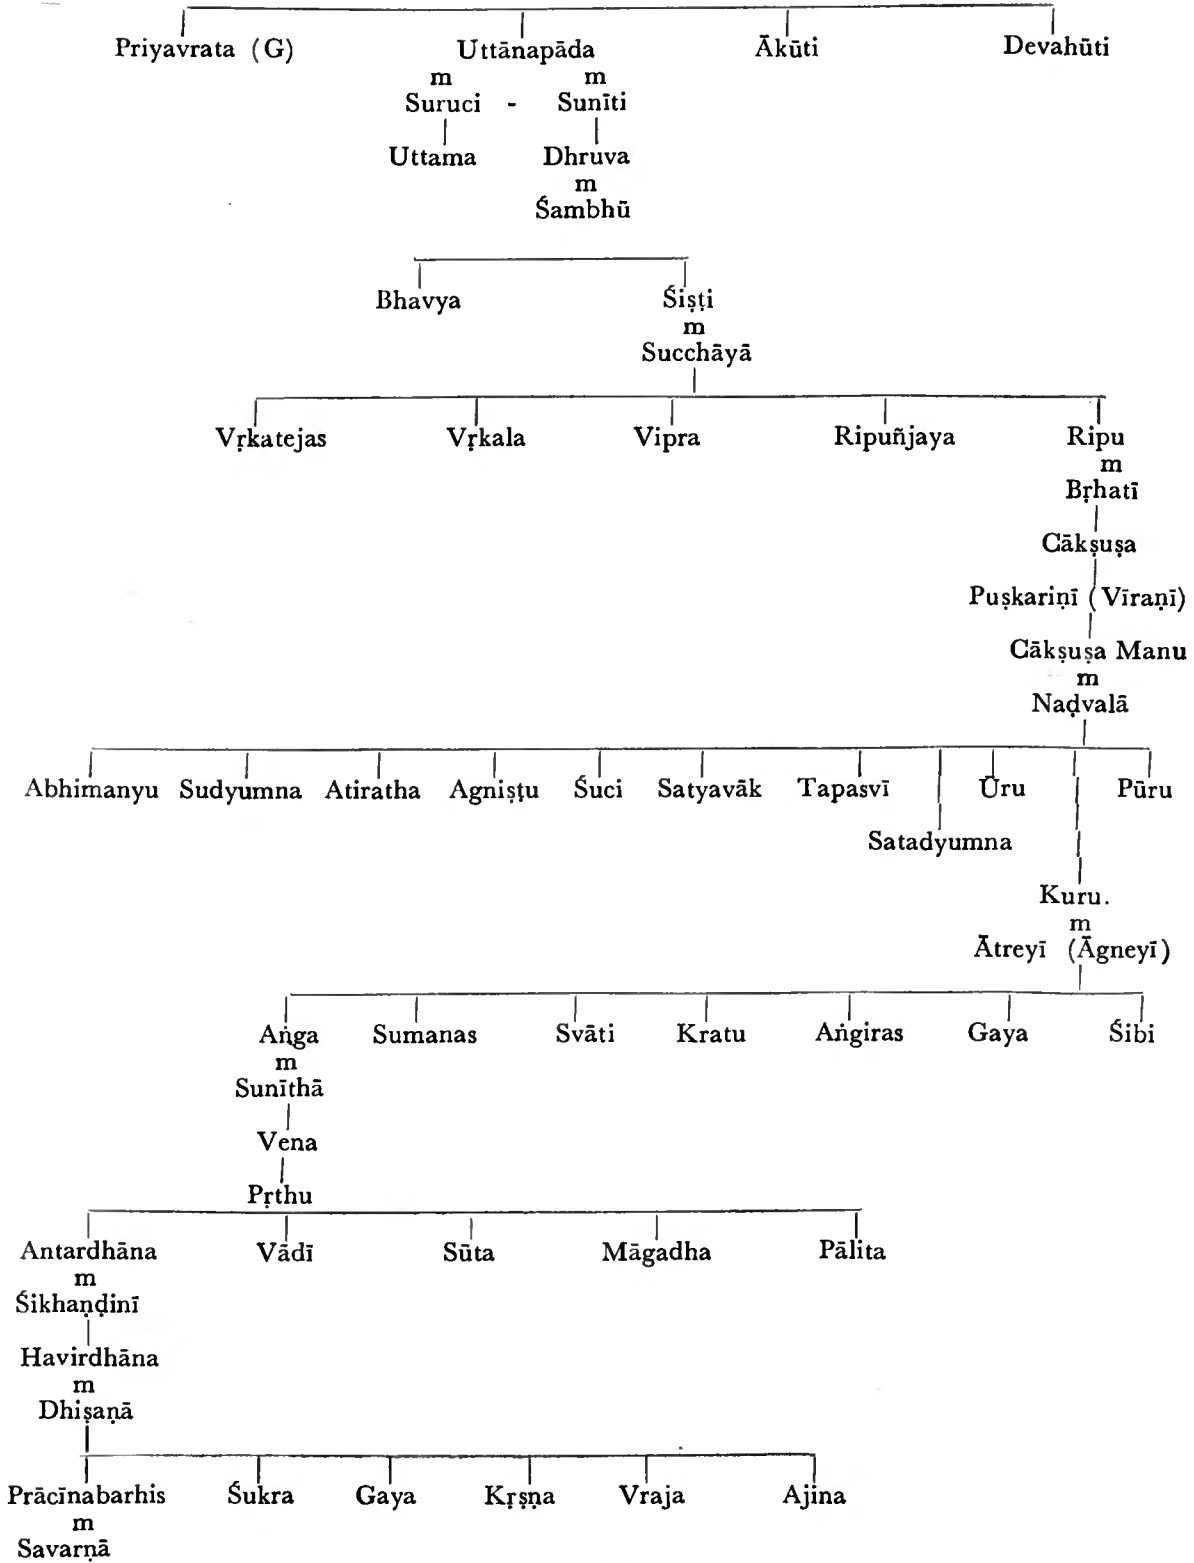 Priyavrata (G) Uttānapāda Ākūti Devahūti
m m
Suruci - Sunīti
Uttama Dhruva
m
Śambhū
Bhavya Śiṣṭi
m
Succhāyā
Vṛkatejas Vṛkala Vipra Ripuñjaya Ripu
m
Bṛhatī
Cākṣuṣa
Puṣkariṇī (Vīraṇī)
Cākṣuṣa Manu
m
Naḍvalā
Abhimanyu Sudyumna Atiratha Agniṣṭu Śuci Satyavāk Tapasvī Ūru Pūru
Satadyumna
Kuru.
m
Ātreyī (Āgneyī)
Aṅga Sumanas Svāti Kratu Aṅgiras Gaya Śibi
m
Sunīthā
Vena
Pṛthu
Antardhāna Vādī Sūta Māgadha Pālita
m
Śikhaṇḍinī
Havirdhāna
m
Dhiṣaṇā
Prācīnabarhis Śukra Gaya Kṛṣṇa Vraja Ajina
m
Savarṇā